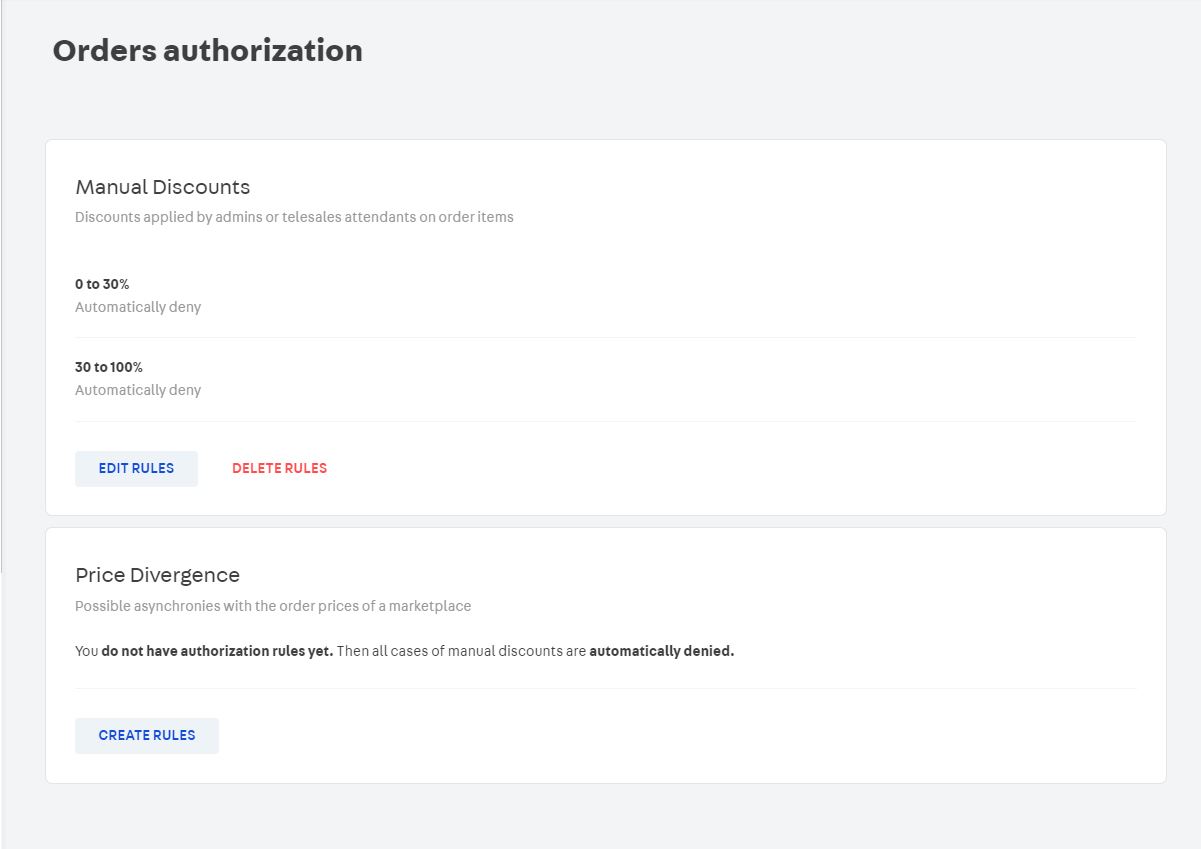 Orders authorization
Manual Discounts
Discounts applied by admins or telesales attendants on order items
0 to 30%
Automatically deny
30 to 100%
Automatically deny
EDIT RULES DELETE RULES
Price Divergence
Possible asynchronies with the order prices of a marketplace
You do not have authorization rules yet. Then all cases of manual discounts are automatically denied.
CREATE RULES